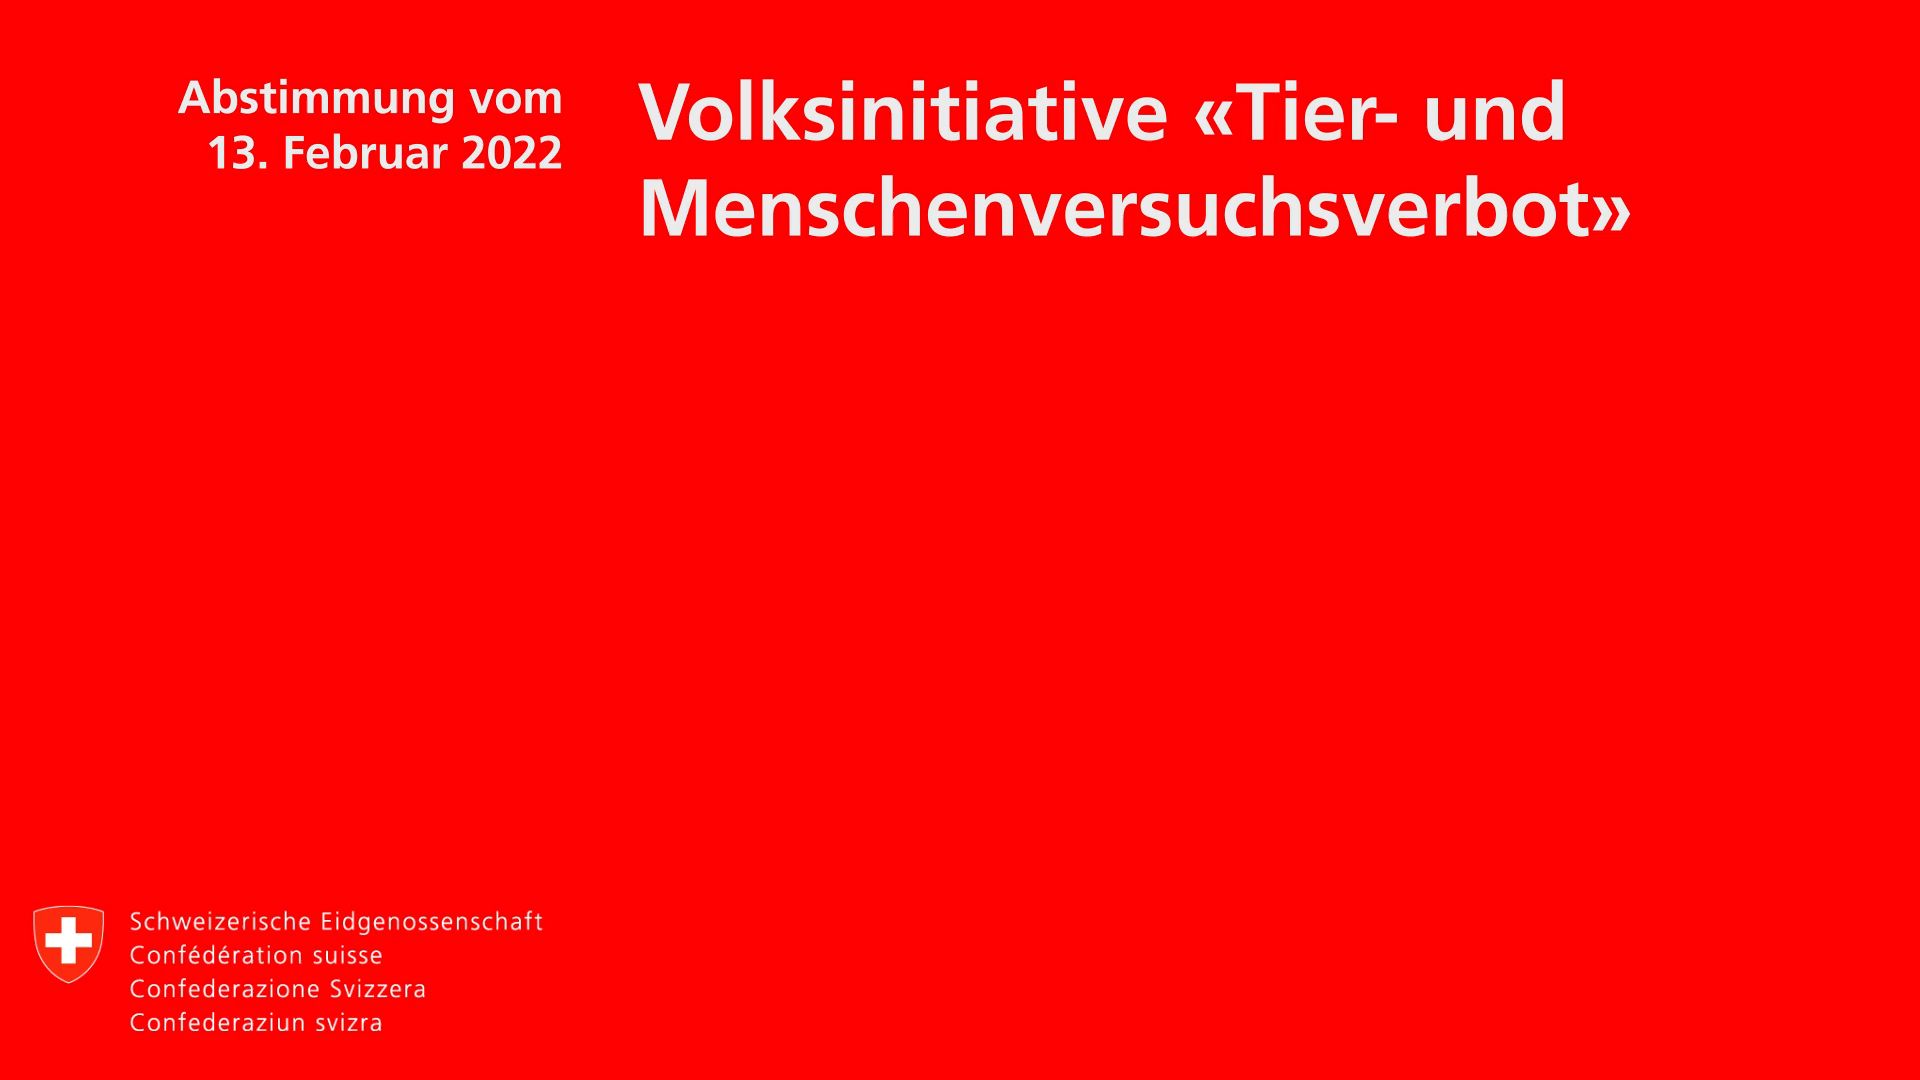 Abstimmung vom
13. Februar 2022
Volksinitiative «Tier- und
Menschenversuchsverbot»
Schweizerische Eidgenossenschaft
Confédération suisse
Confederazione Svizzera
Confederaziun svizra